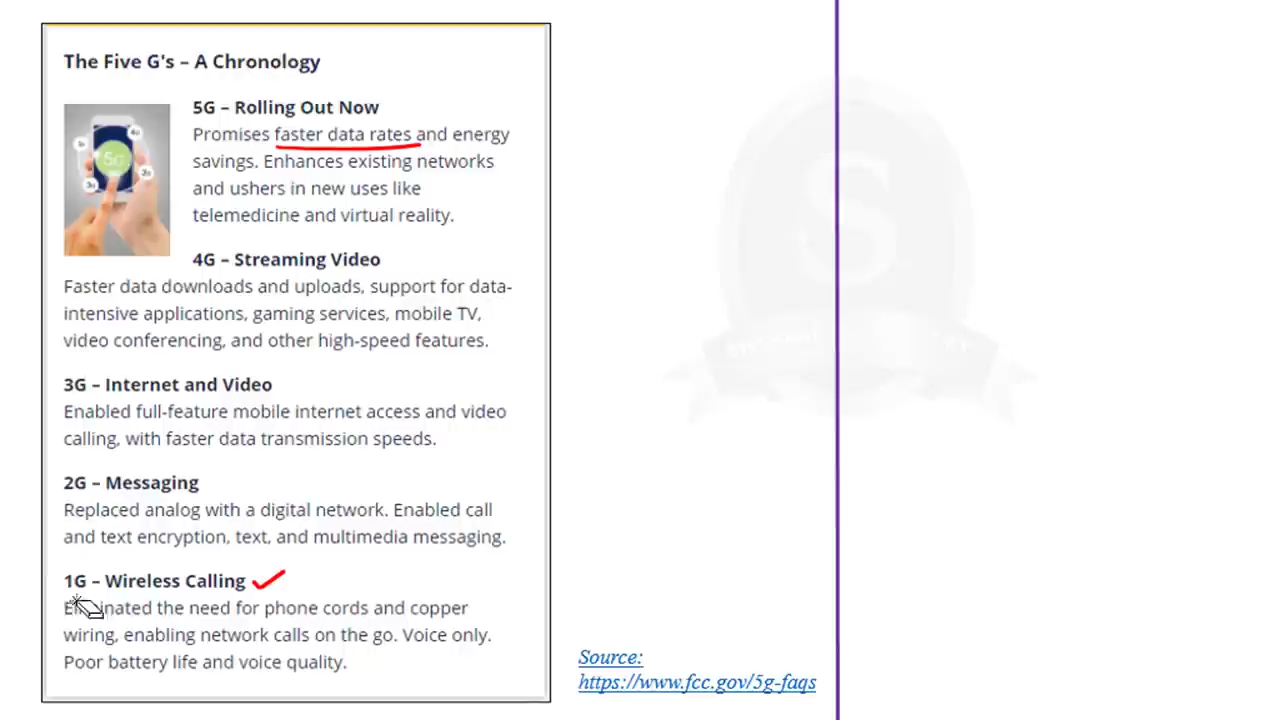 The Five G's – A Chronology
5G – Rolling Out Now
Promises faster data rates and energy
savings. Enhances existing networks
and ushers in new uses like
telemedicine and virtual reality.
4G – Streaming Video
Faster data downloads and uploads, support for data-
intensive applications, gaming services, mobile TV,
video conferencing, and other high-speed features.
3G – Internet and Video
Enabled full-feature mobile internet access and video
calling, with faster data transmission speeds.
2G – Messaging
Replaced analog with a digital network. Enabled call
and text encryption, text, and multimedia messaging.
1G – Wireless Calling
Eliminated the need for phone cords and copper
wiring, enabling network calls on the go. Voice only.
Poor battery life and voice quality.
Source:
https://www.fcc.gov/5g-faqs
5G
S